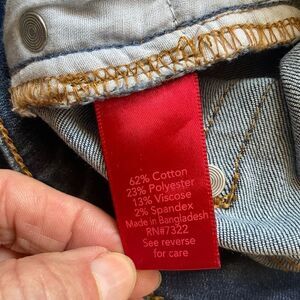 62% Cotton
23% Polyester
13% Viscose
2% Spandex
Made in Bangladesh
RN#7322
See reverse
for care